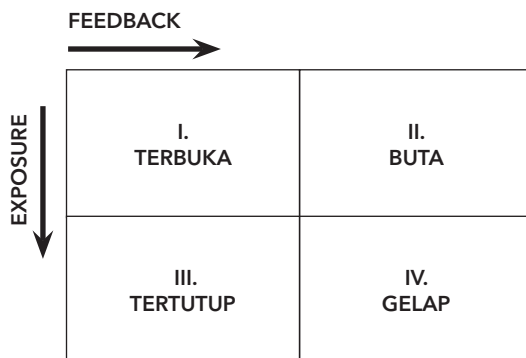 FEEDBACK
EXPOSURE
I.
TERBUKA
II.
BUTA
III.
TERTUTUP
IV.
GELAP